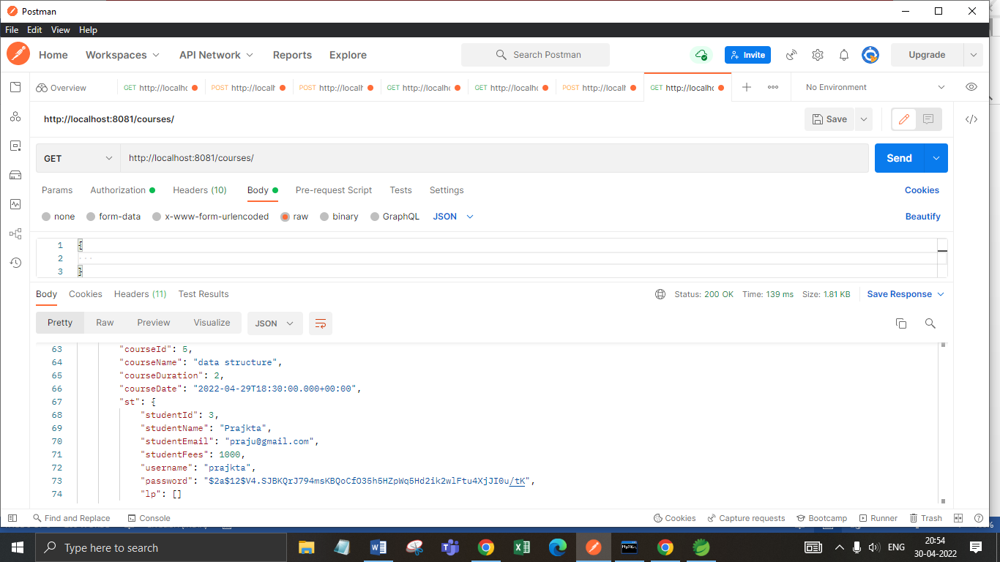 Postman
File Edit View Help
Home Workspaces API Network Reports Explore Search Postman Invite Upgrade
Overview GET http://localhc POST http://localh POST http://localh GET http://localhc GET http://localhc POST http://localh GET http://localhc No Environment
http://localhost:8081/courses/ Save
GET http://localhost:8081/courses/ Send
Params Authorization Headers (10) Body Pre-request Script Tests Settings Cookies
none form-data x-www-form-urlencoded raw binary GraphQL JSON Beautify
1 {
2 ...
3 }
Body Cookies Headers (11) Test Results Status: 200 OK Time: 139 ms Size: 1.81 KB Save Response
Pretty Raw Preview Visualize JSON
63 "courseId": 5,
64 "courseName": "data structure",
65 "courseDuration": 2,
66 "courseDate": "2022-04-29T18:30:00.000+00:00",
67 "st": {
68 "studentId": 3,
69 "studentName": "Prajkta",
70 "studentEmail": "praju@gmail.com",
71 "studentFees": 1000,
72 "username": "prajkta",
73 "password": "$2a$12$V4.SJBKQrJ794msKBQoCfO35h5HZpWq5Hd2ik2wlFtu4XjJI0u/tK",
74 "lp": []
Find and Replace Console Cookies Capture requests Bootcamp Runner Trash
Type here to search ENG 20:54
30-04-2022